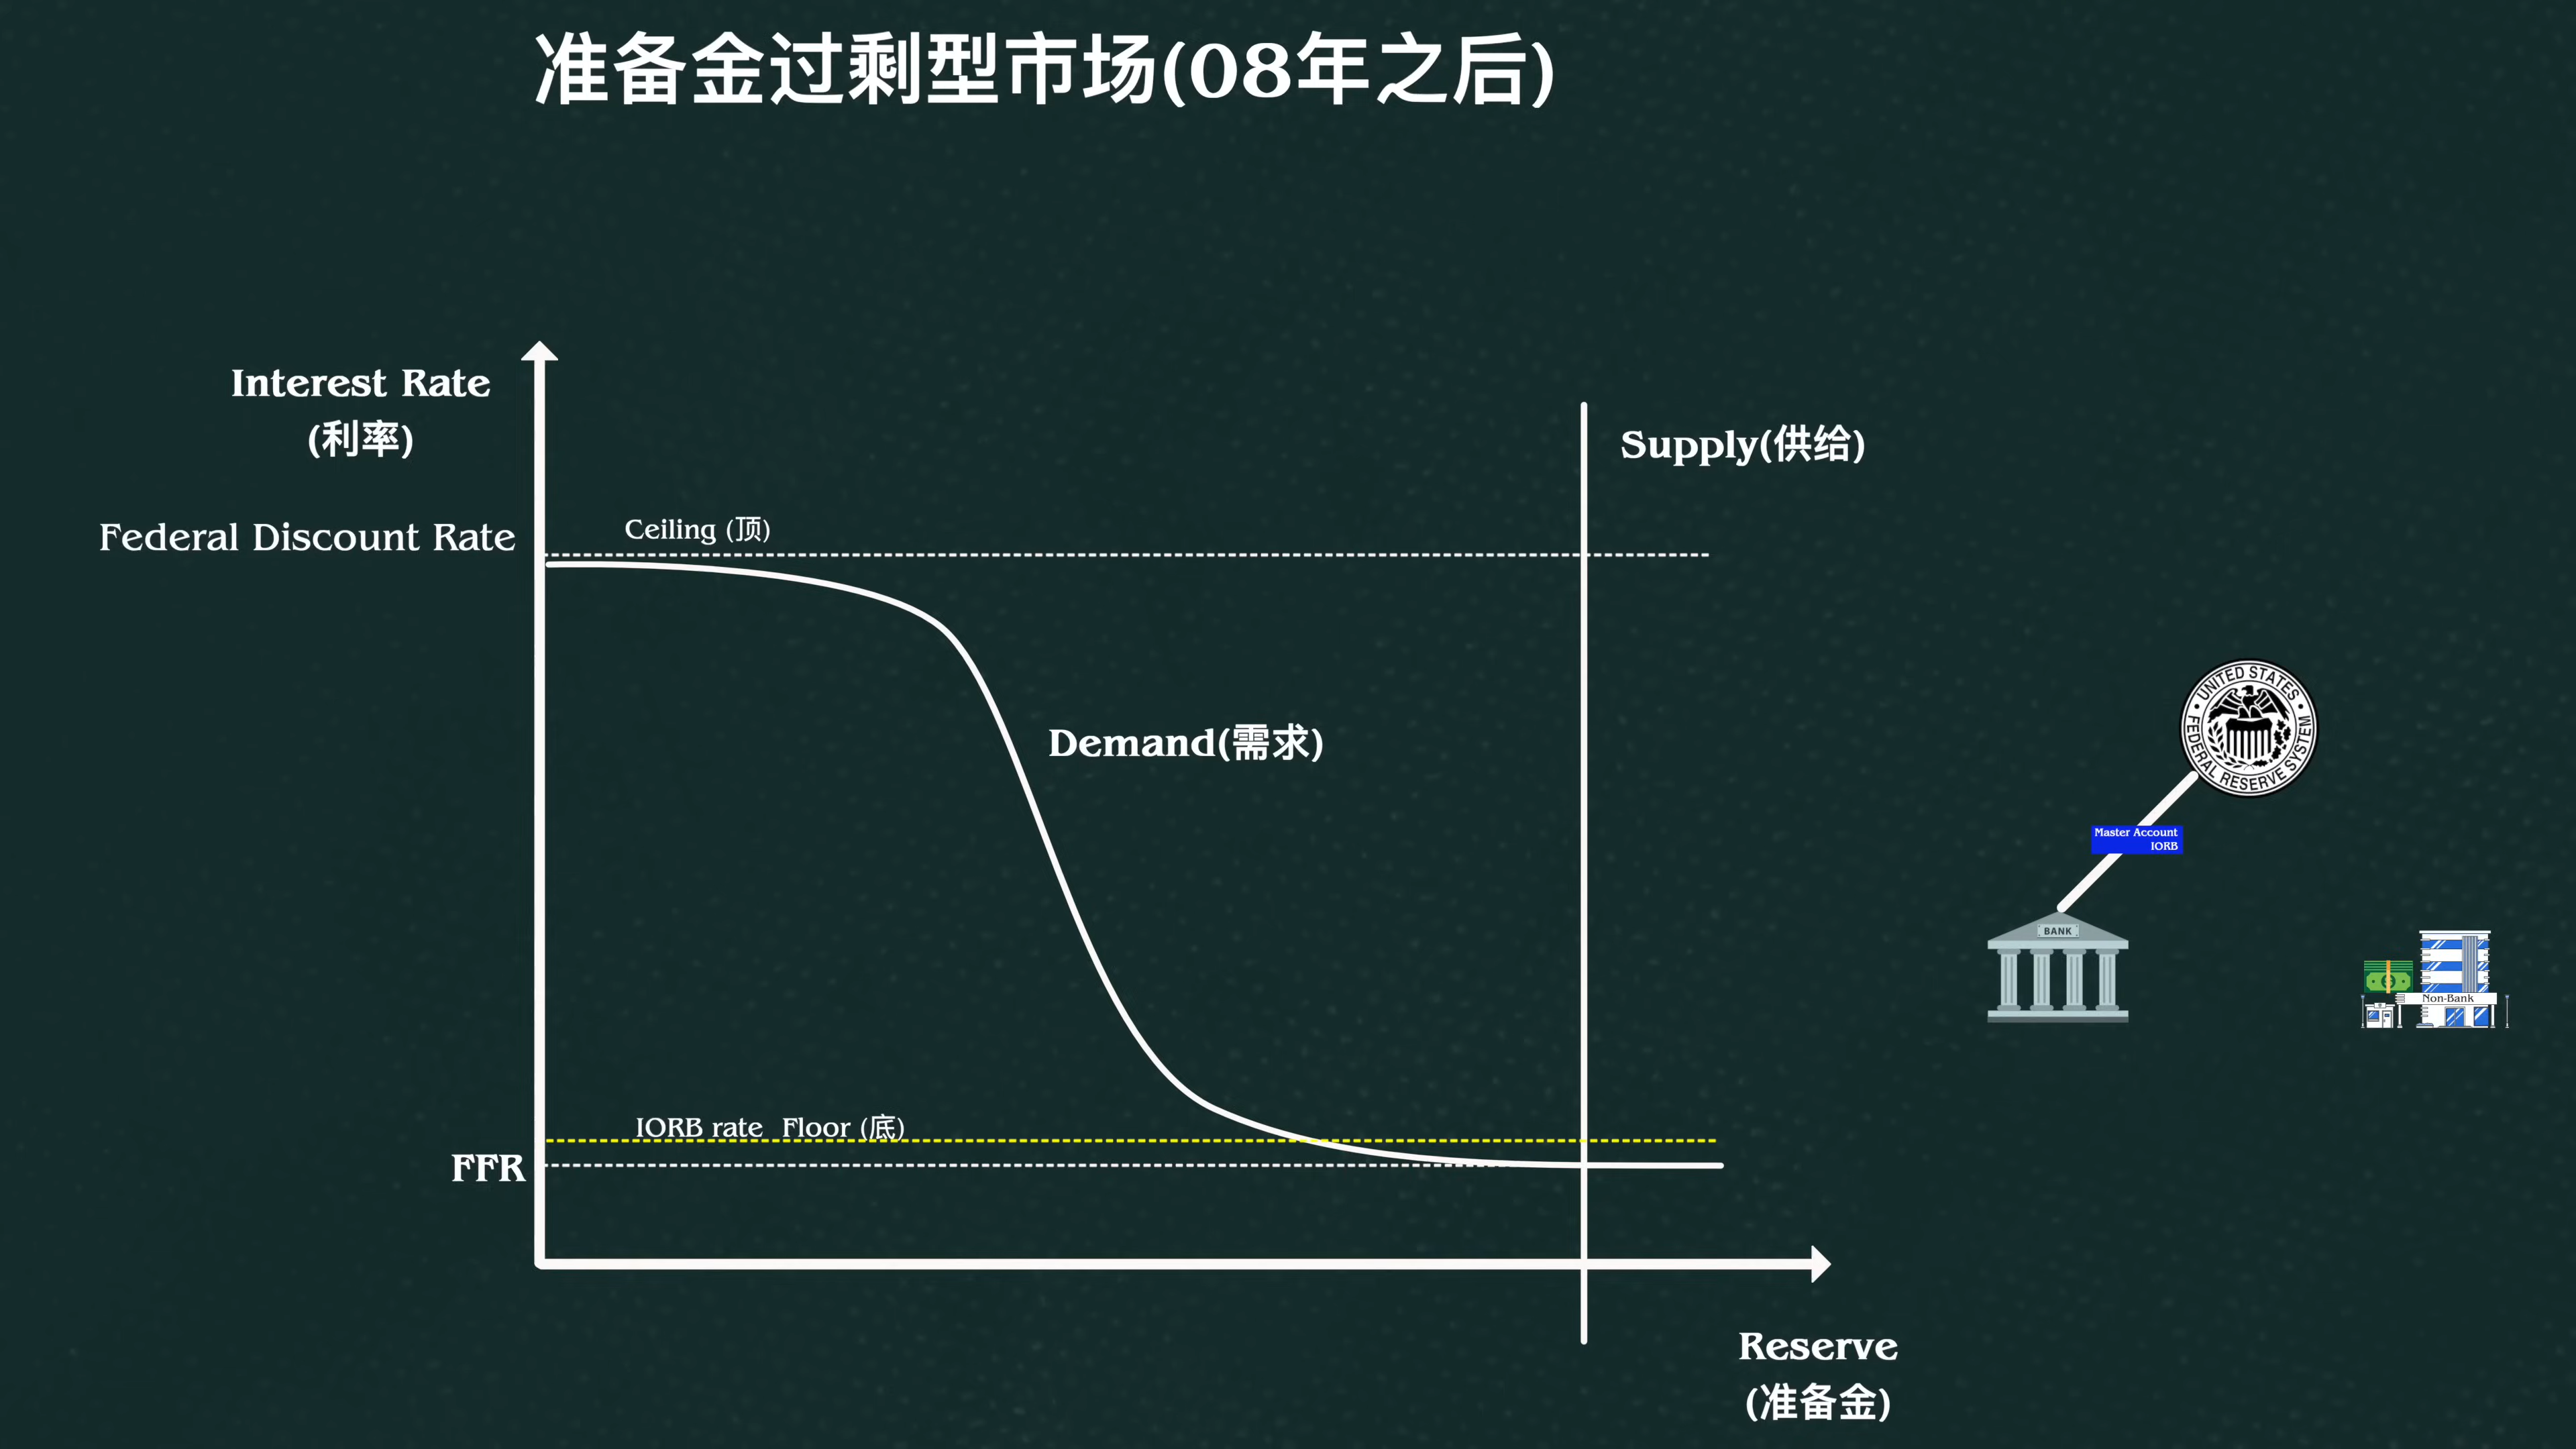 准备金过剩型市场(08年之后)
Interest Rate
(利率)
Supply(供给)
Federal Discount Rate
Ceiling (顶)
Demand(需求)
UNITED STATES
FEDERAL RESERVE SYSTEM
Master Account
IORB
BANK
Non-Bank
IORB rate Floor (底)
FFR
Reserve
(准备金)